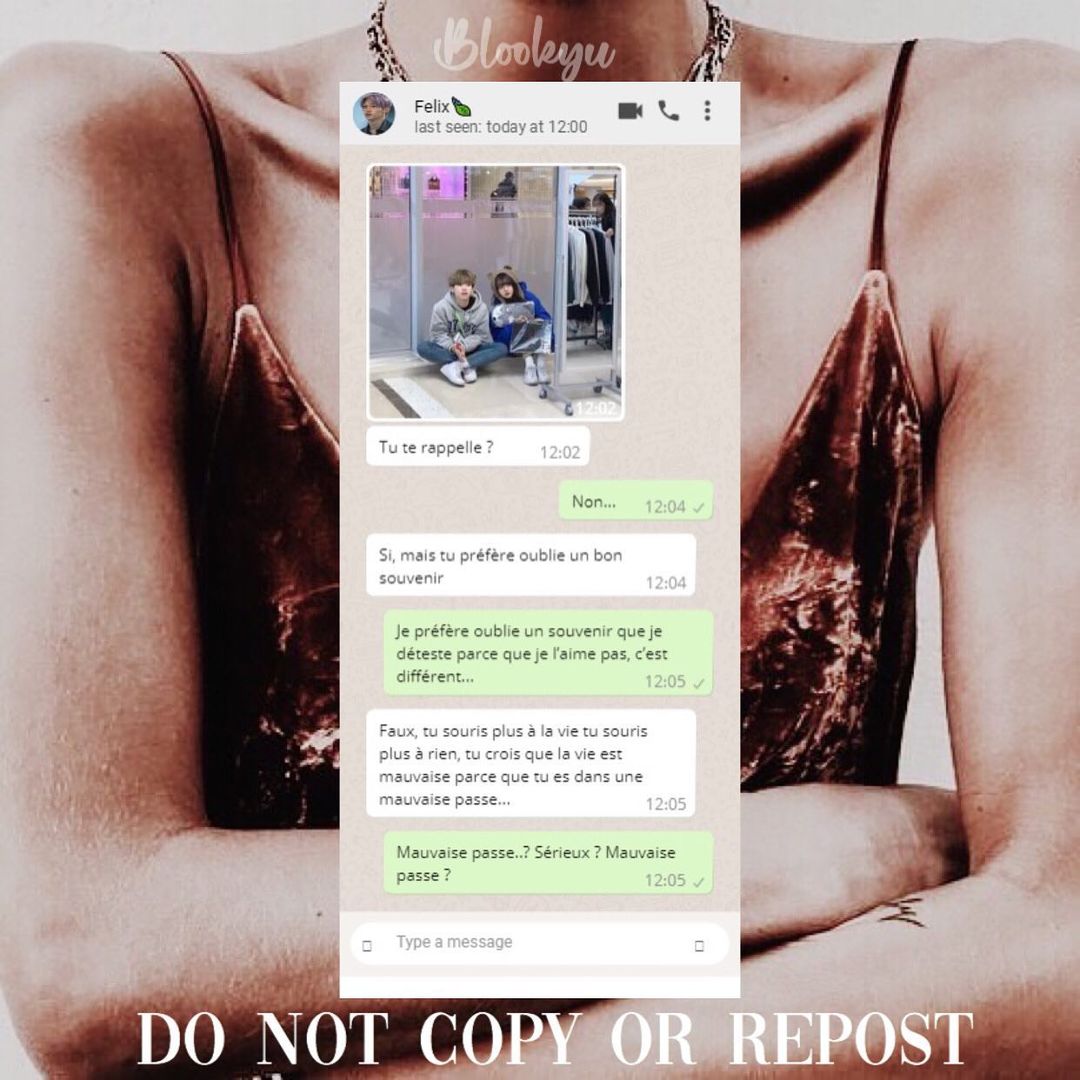 Blookyu
Felix
last seen: today at 12:00
12:02
Tu te rappelle ?
12:02
Non...
12:04
Si, mais tu préfère oublie un bon
souvenir
12:04
Je préfère oublie un souvenir que je
déteste parce que je l’aime pas, c’est
différent...
12:05
Faux, tu souris plus à la vie tu souris
plus à rien, tu crois que la vie est
mauvaise parce que tu es dans une
mauvaise passe...
12:05
Mauvaise passe..? Sérieux ? Mauvaise
passe ?
12:05
Type a message
DO NOT COPY OR REPOST